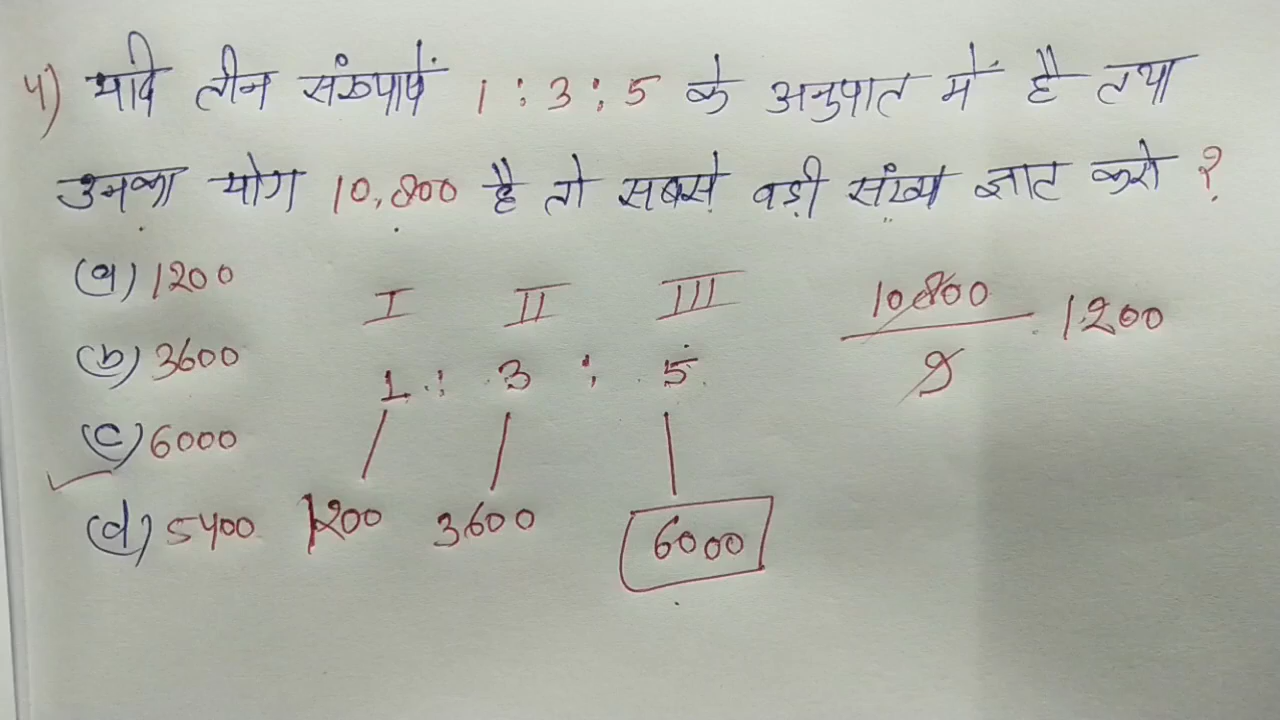 4) यदि तीन संख्याएं 1 : 3 : 5 के अनुपात में है तथा
उनका योग 10,800 है तो सबसे बड़ी संख्य ज्ञात करो ?
(a) 1200
(b) 3600
(c) 6000
(d) 5400
I II III
1 : 3 : 5
1200 3600 6000
10800
9
1200